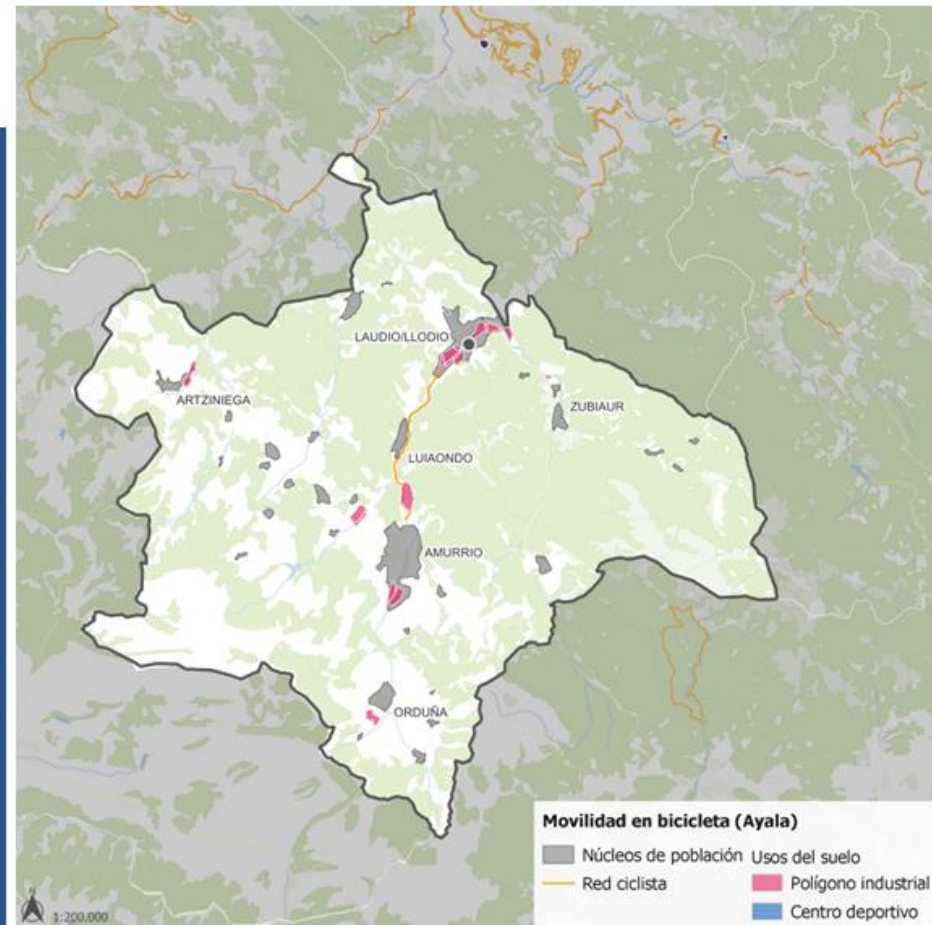 LAUDIO/LLODIO
ARTZINIEGA
ZUBIAUR
LUIAONDO
AMURRIO
ORDUÑA
Movilidad en bicicleta (Ayala)
Núcleos de población
Red ciclista
Usos del suelo
Polígono industrial
Centro deportivo
1:200.000